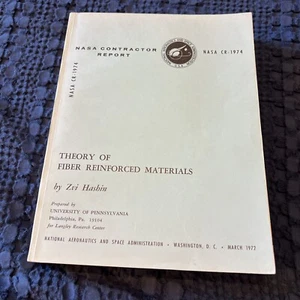 NASA CONTRACTOR
REPORT
NASA CR-1974
NASA CR-1974
THEORY OF
FIBER REINFORCED MATERIALS
by Zvi Hashin
Prepared by
UNIVERSITY OF PENNSYLVANIA
Philadelphia, Pa. 19104
for Langley Research Center
NATIONAL AERONAUTICS AND SPACE ADMINISTRATION • WASHINGTON, D. C. • MARCH 1972